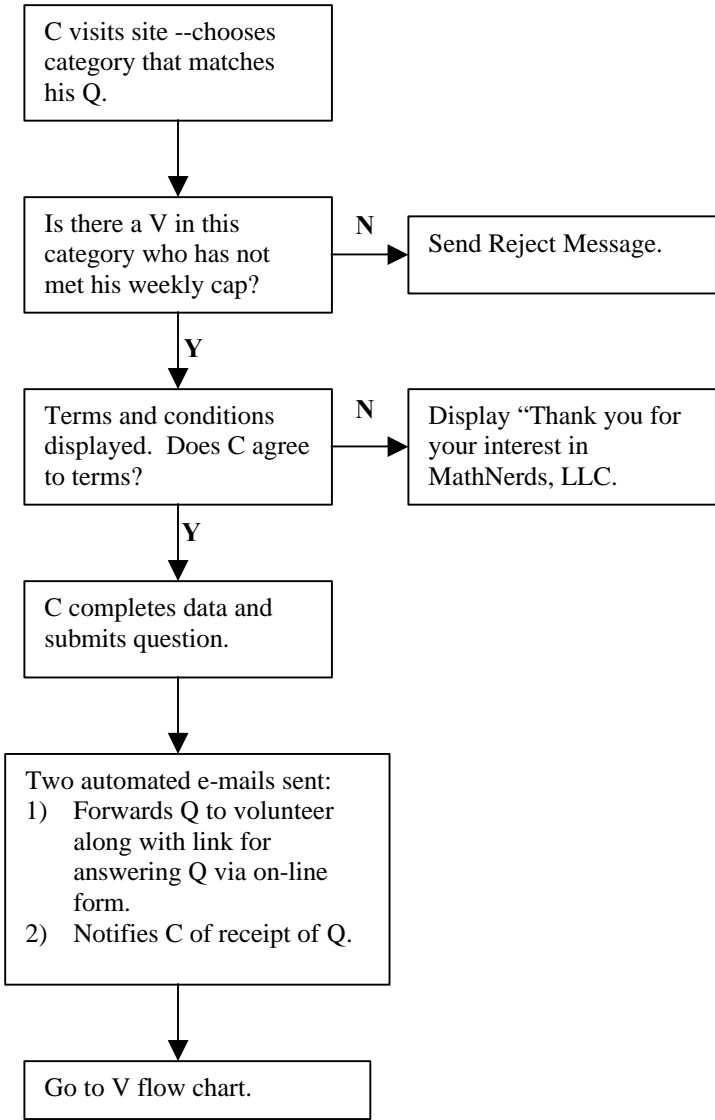 C visits site --chooses
category that matches
his Q.
Is there a V in this
category who has not
met his weekly cap?
N
Send Reject Message.
Y
Terms and conditions
displayed.  Does C agree
to terms?
N
Display “Thank you for
your interest in
MathNerds, LLC.
Y
C completes data and
submits question.
Two automated e-mails sent:
1) Forwards Q to volunteer
along with link for
answering Q via on-line
form.
2) Notifies C of receipt of Q.
Go to V flow chart.